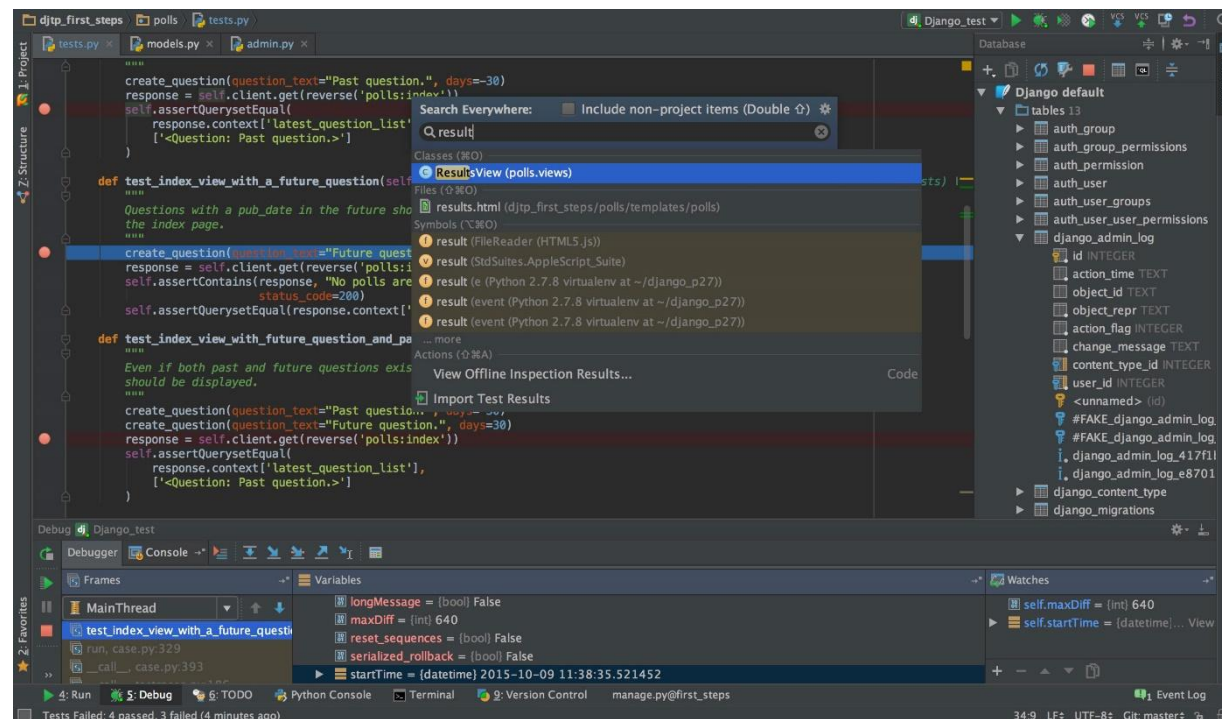 djtp_first_steps
polls
tests.py
Django_test
tests.py
models.py
admin.py
1: Project
Z: Structure
2: Favorites
"""
create_question(question_text="Past question.", days=-30)
response = self.client.get(reverse('polls:index'))
self.assertQuerysetEqual(
response.context['latest_question_list'
['<Question: Past question.>']
)
def test_index_view_with_a_future_question(self
sts)
"""
Questions with a pub_date in the future sho
the index page.
"""
create_question(question_text="Future quest
response = self.client.get(reverse('polls:i
self.assertContains(response, "No polls are
status_code=200)
self.assertQuerysetEqual(response.context['
def test_index_view_with_future_question_and_pa
"""
Even if both past and future questions exis
should be displayed.
"""
create_question(question_text="Past question.", days=-30)
create_question(question_text="Future question.", days=30)
response = self.client.get(reverse('polls:index'))
self.assertQuerysetEqual(
response.context['latest_question_list'],
['<Question: Past question.>']
)
Search Everywhere:
Include non-project items (Double ⇧)
result
Classes (⌘O)
ResultsView (polls.views)
Files (⇧⌘O)
results.html (djtp_first_steps/polls/templates/polls)
Symbols (⌥⌘O)
result (FileReader (HTML5.js))
result (StdSuites.AppleScript_Suite)
result (e (Python 2.7.8 virtualenv at ~/django_p27))
result (event (Python 2.7.8 virtualenv at ~/django_p27))
result (event (Python 2.7.8 virtualenv at ~/django_p27))
... more
Actions (⇧⌘A)
View Offline Inspection Results...
Code
Import Test Results
Database
Django default
tables 13
auth_group
auth_group_permissions
auth_permission
auth_user
auth_user_groups
auth_user_user_permissions
django_admin_log
id INTEGER
action_time TEXT
object_id TEXT
object_repr TEXT
action_flag INTEGER
change_message TEXT
content_type_id INTEGER
user_id INTEGER
<unnamed> (id)
#FAKE_django_admin_log_
#FAKE_django_admin_log_
django_admin_log_417f1
django_admin_log_e8701
django_content_type
django_migrations
Debug Django_test
Debugger
Console
Frames
MainThread
test_index_view_with_a_future_questi
run, case.py:329
__call__, case.py:393
Variables
longMessage = {bool} False
maxDiff = {int} 640
reset_sequences = {bool} False
serialized_rollback = {bool} False
startTime = {datetime} 2015-10-09 11:38:35.521452
Watches
self.maxDiff = {int} 640
self.startTime = {datetime}... View
4: Run
5: Debug
6: TODO
Python Console
Terminal
9: Version Control
manage.py@first_steps
1 Event Log
Tests Failed: 4 passed, 3 failed (4 minutes ago)
34:9 LF÷ UTF-8÷ Git: master÷